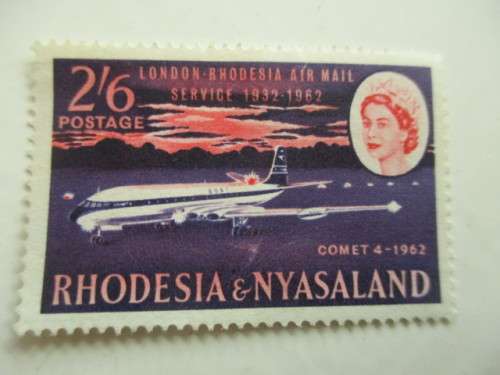 LONDON-RHODESIA AIR MAIL
SERVICE 1932-1962
2/6
POSTAGE
COMET 4-1962
RHODESIA & NYASALAND